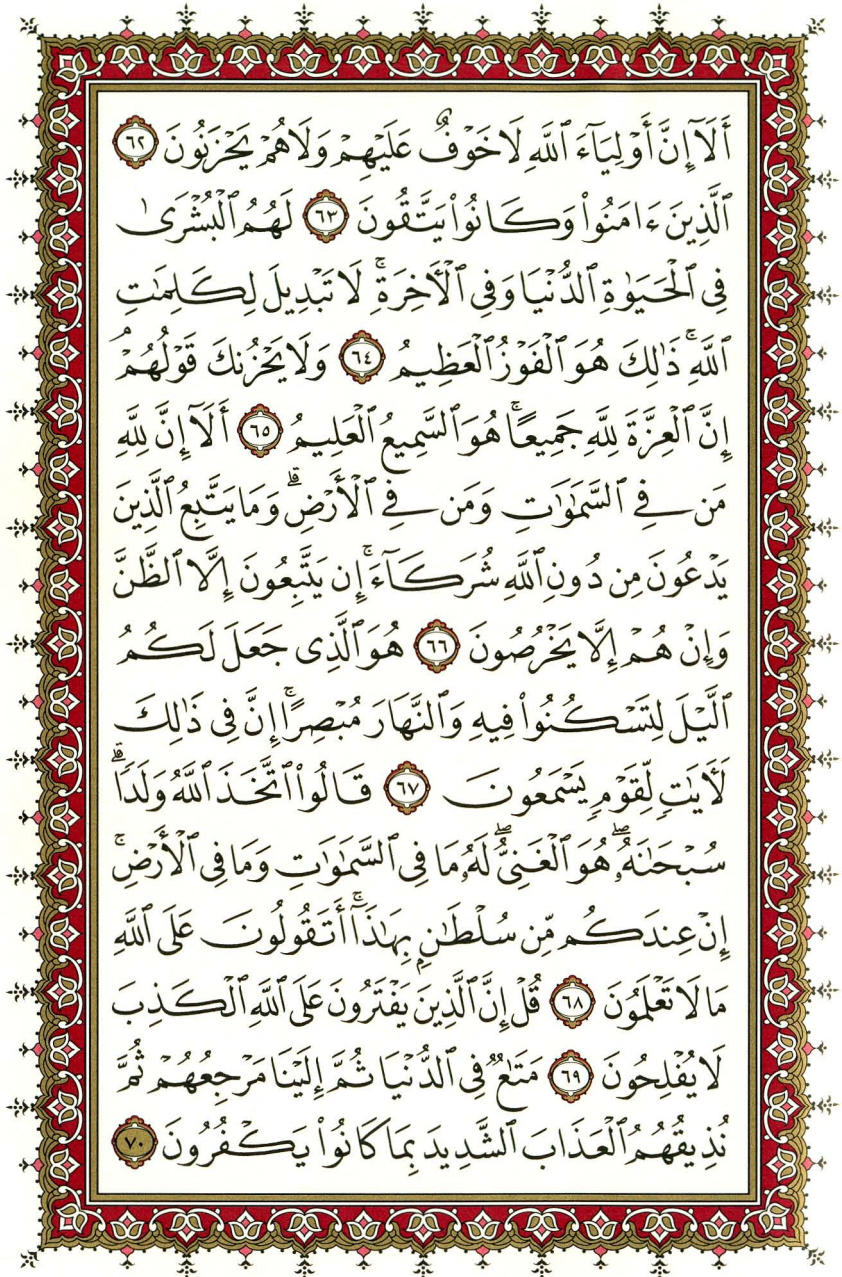 أَلَآ إِنَّ أَوْلِيَآءَ ٱللَّهِ لَا خَوْفٌ عَلَيْهِمْ وَلَا هُمْ يَحْزَنُونَ ٦٢
ٱلَّذِينَ ءَامَنُوا۟ وَكَانُوا۟ يَتَّقُونَ ٦٣ لَهُمُ ٱلْبُشْرَىٰ
فِى ٱلْحَيَوٰةِ ٱلدُّنْيَا وَفِى ٱلْءَاخِرَةِ ۚ لَا تَبْدِيلَ لِكَلِمَٰتِ
ٱللَّهِ ۚ ذَٰلِكَ هُوَ ٱلْفَوْزُ ٱلْعَظِيمُ ٦٤ وَلَا يَحْزُنكَ قَوْلُهُمْ ۘ
إِنَّ ٱلْعِزَّةَ لِلَّهِ جَمِيعًا ۚ هُوَ ٱلسَّمِيعُ ٱلْعَلِيمُ ٦٥ أَلَآ إِنَّ لِلَّهِ
مَن فِى ٱلسَّمَٰوَٰتِ وَمَن فِى ٱلْأَرْضِ ۗ وَمَا يَتَّبِعُ ٱلَّذِينَ
يَدْعُونَ مِن دُونِ ٱللَّهِ شُرَكَآءَ ۚ إِن يَتَّبِعُونَ إِلَّا ٱلظَّنَّ
وَإِنْ هُمْ إِلَّا يَخْرُصُونَ ٦٦ هُوَ ٱلَّذِى جَعَلَ لَكُمُ
ٱلَّيْلَ لِتَسْكُنُوا۟ فِيهِ وَٱلنَّهَارَ مُبْصِرًا ۚ إِنَّ فِى ذَٰلِكَ
لَءَايَٰتٍ لِّقَوْمٍ يَسْمَعُونَ ٦٧ قَالُوا۟ ٱتَّخَذَ ٱللَّهُ وَلَدًا ۗ
سُبْحَٰنَهُۥ ۖ هُوَ ٱلْغَنِىُّ ۖ لَهُۥ مَا فِى ٱلسَّمَٰوَٰتِ وَمَا فِى ٱلْأَرْضِ ۚ
إِنْ عِندَكُم مِّن سُلْطَٰنٍۭ بِهَٰذَآ ۚ أَتَقُولُونَ عَلَى ٱللَّهِ
مَا لَا تَعْلَمُونَ ٦٨ قُلْ إِنَّ ٱلَّذِينَ يَفْتَرُونَ عَلَى ٱللَّهِ ٱلْكَذِبَ
لَا يُفْلِحُونَ ٦٩ مَتَٰعٌ فِى ٱلدُّنْيَا ثُمَّ إِلَيْنَا مَرْجِعُهُمْ ثُمَّ
نُذِيقُهُمُ ٱلْعَذَابَ ٱلشَّدِيدَ بِمَا كَانُوا۟ يَكْفُرُونَ ٧٠